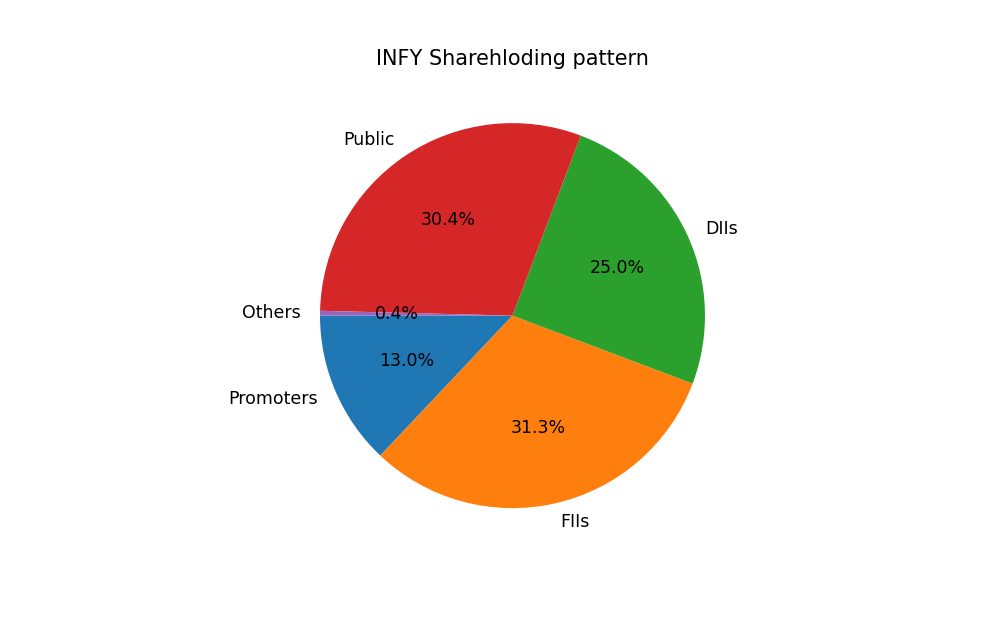 INFY Sharehloding pattern
Public
30.4%
DIIs
25.0%
Others
0.4%
13.0%
Promoters
31.3%
FIIs